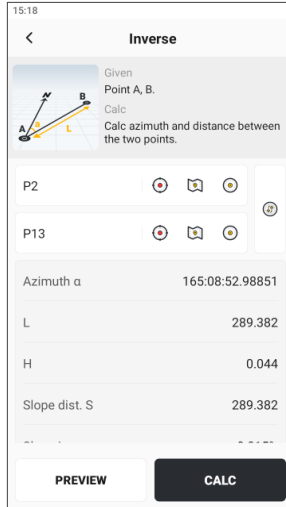 15:18
Inverse
Given
Point A, B.
Calc
Calc azimuth and distance between
the two points.
N
B
A
a
L
P2
P13
Azimuth α 165:08:52.98851
L 289.382
H 0.044
Slope dist. S 289.382
PREVIEW
CALC